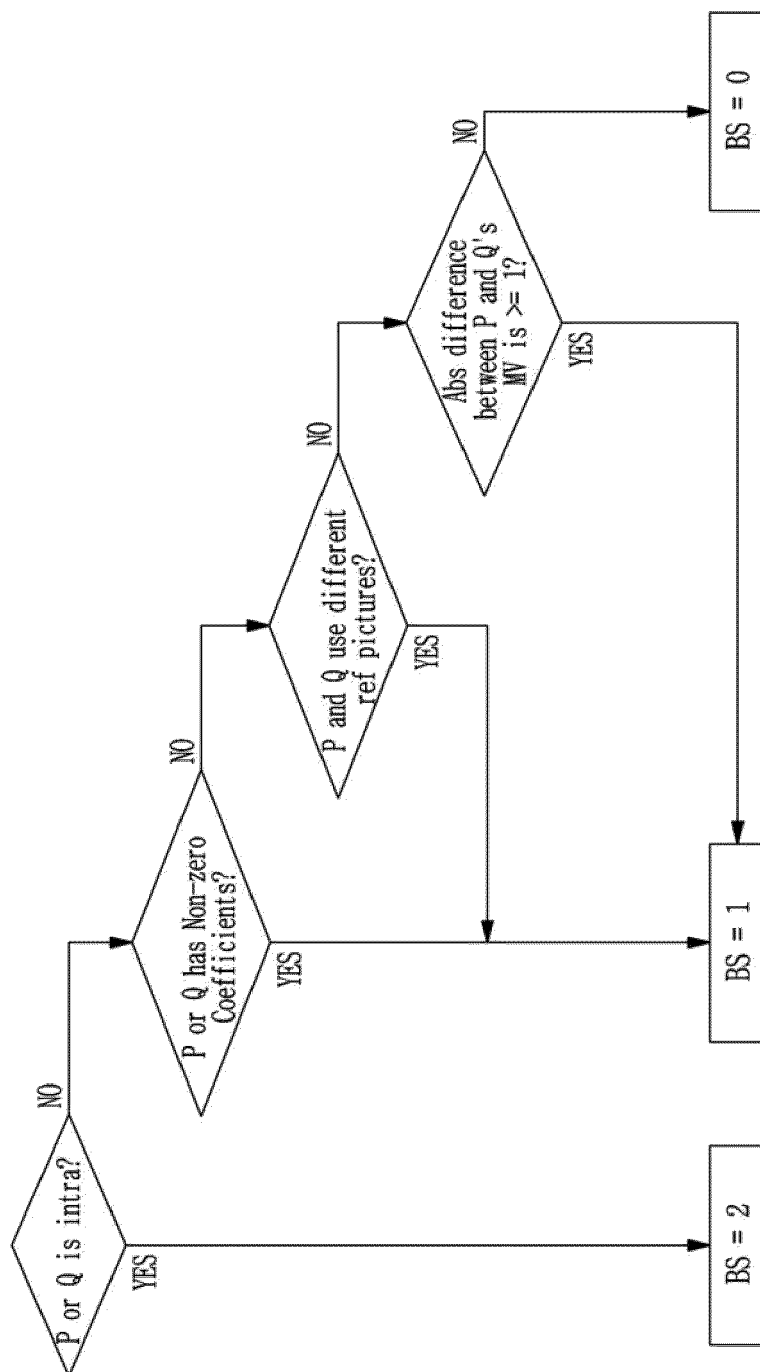 P or Q is intra?
NO
YES
P or Q has Non-zero
Coefficients?
NO
YES
P and Q use different
ref pictures?
NO
YES
Abs difference
between P and Q's
MV is >= 1?
NO
YES
BS = 2
BS = 1
BS = 0